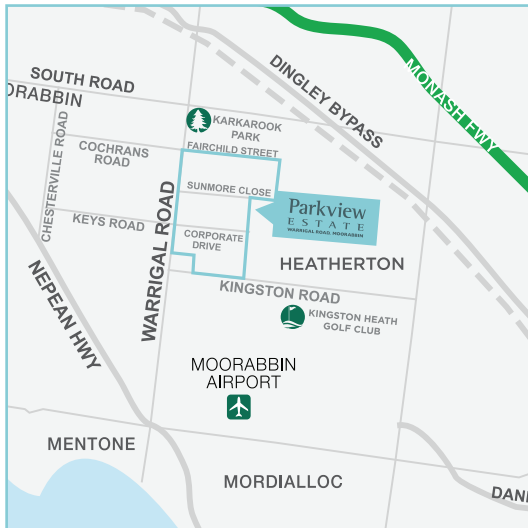 SOUTH ROAD
ORABBIN
CHESTERVILLE ROAD
COCHRANS
ROAD
KEYS ROAD
WARRIGAL ROAD
NEPEAN HWY
KARKAROOK
PARK
FAIRCHILD STREET
SUNMORE CLOSE
CORPORATE
DRIVE
DINGLEY BYPASS
MONASH FWY
Parkview
ESTATE
WARRIGAL ROAD, MOORABBIN
HEATHERTON
KINGSTON ROAD
KINGSTON HEATH
GOLF CLUB
MOORABBIN
AIRPORT
MENTONE
MORDIALLOC
DAN